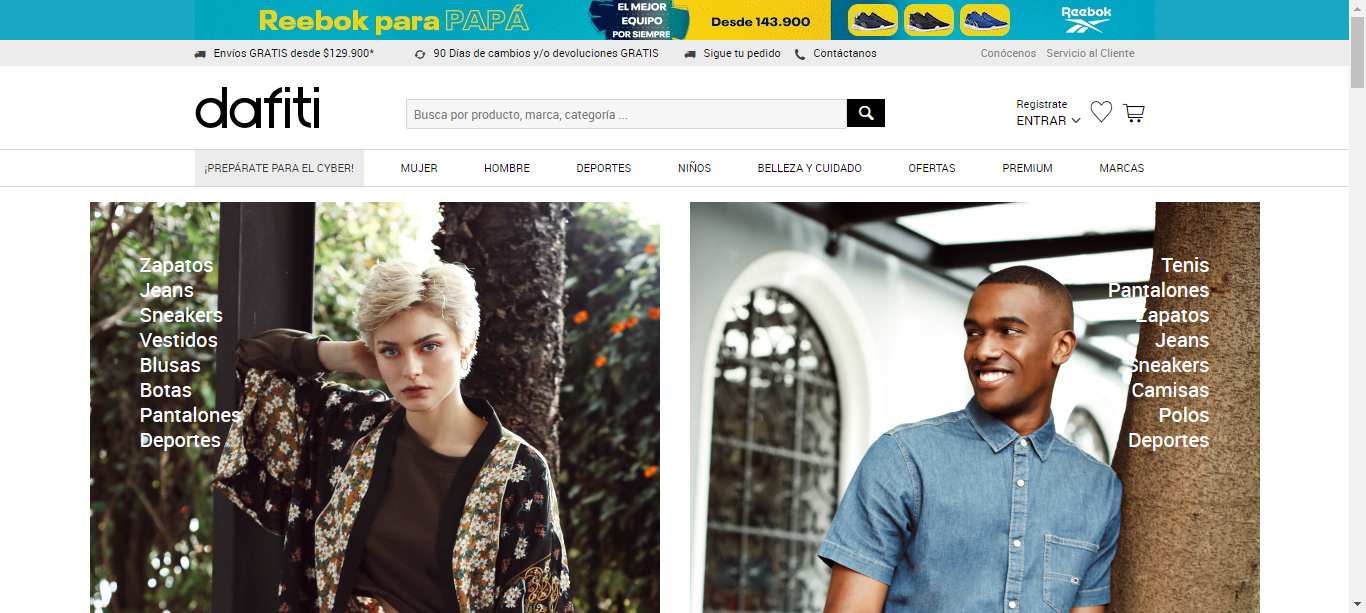 Reebok para PAPÁ
EL MEJOR
EQUIPO
POR SIEMPRE
Desde 143.900
Reebok
Envíos GRATIS desde $129.900*
90 Días de cambios y/o devoluciones GRATIS
Sigue tu pedido
Contáctanos
Conócenos
Servicio al Cliente
dafiti
Busca por producto, marca, categoría ...
Registrate
ENTRAR
¡PREPÁRATE PARA EL CYBER!
MUJER
HOMBRE
DEPORTES
NIÑOS
BELLEZA Y CUIDADO
OFERTAS
PREMIUM
MARCAS
Zapatos
Jeans
Sneakers
Vestidos
Blusas
Botas
Pantalones
Deportes
Tenis
Pantalones
Zapatos
Jeans
Sneakers
Camisas
Polos
Deportes